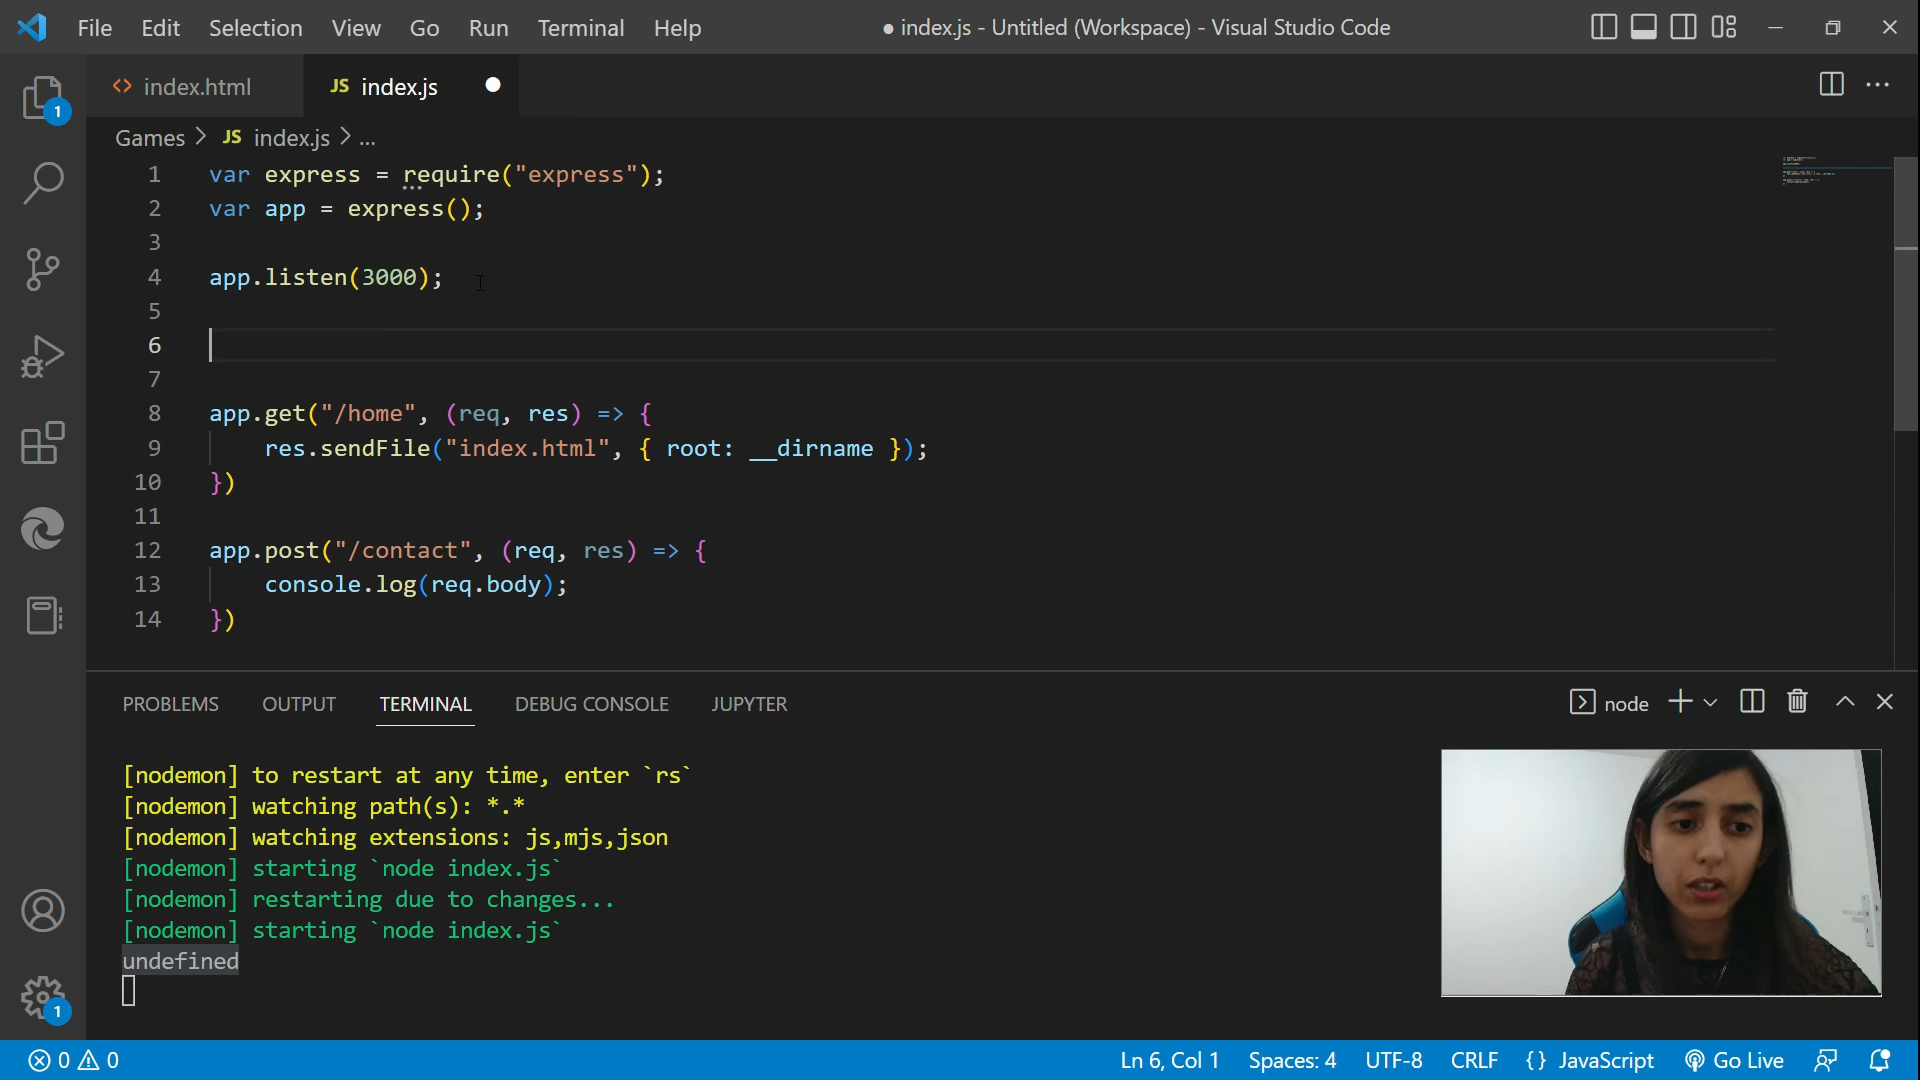 File Edit Selection View Go Run Terminal Help ● index.js - Untitled (Workspace) - Visual Studio Code
<> index.html JS index.js
Games > JS index.js > ...
1 var express = require("express");
2 var app = express();
3
4 app.listen(3000);
5
6
7
8 app.get("/home", (req, res) => {
9 res.sendFile("index.html", { root: __dirname });
10 })
11
12 app.post("/contact", (req, res) => {
13 console.log(req.body);
14 })
PROBLEMS OUTPUT TERMINAL DEBUG CONSOLE JUPYTER node
[nodemon] to restart at any time, enter `rs`
[nodemon] watching path(s): *.*
[nodemon] watching extensions: js,mjs,json
[nodemon] starting `node index.js`
[nodemon] restarting due to changes...
[nodemon] starting `node index.js`
undefined
1
1
0 0 Ln 6, Col 1 Spaces: 4 UTF-8 CRLF {} JavaScript Go Live